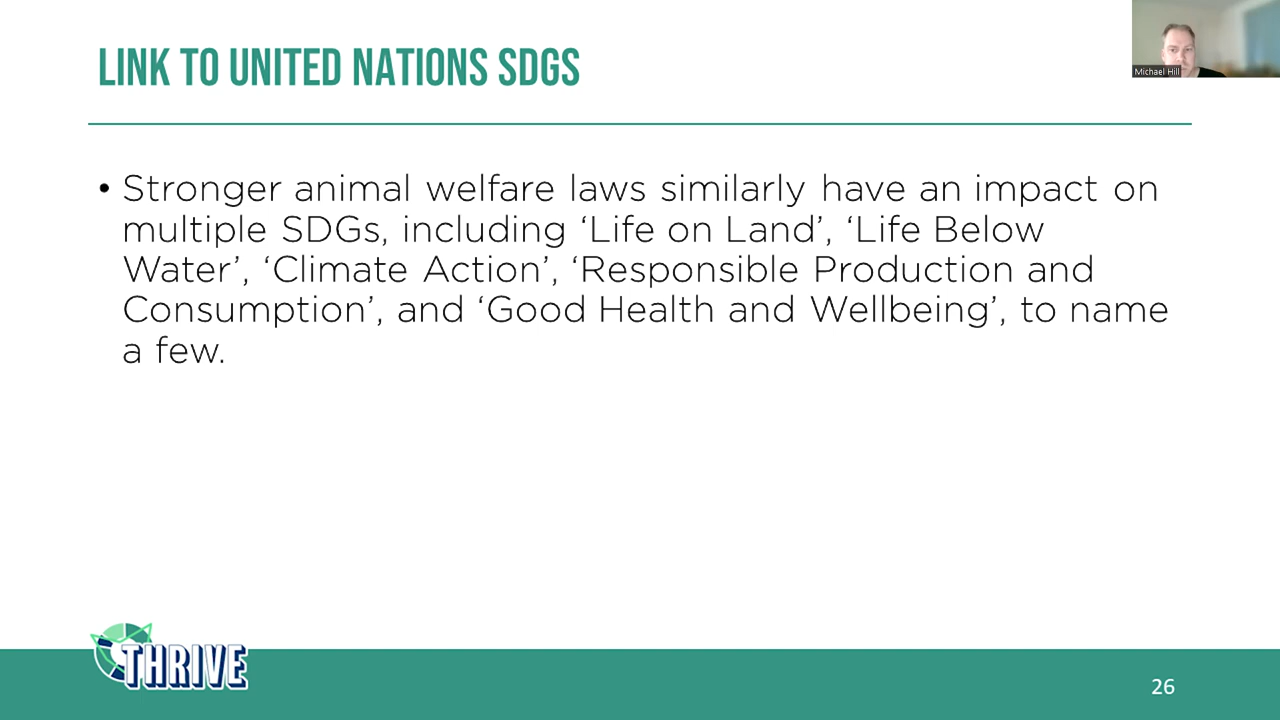 LINK TO UNITED NATIONS SDGS
Michael Hill
• Stronger animal welfare laws similarly have an impact on
multiple SDGs, including ‘Life on Land’, ‘Life Below
Water’, ‘Climate Action’, ‘Responsible Production and
Consumption’, and ‘Good Health and Wellbeing’, to name
a few.
THRIVE
26